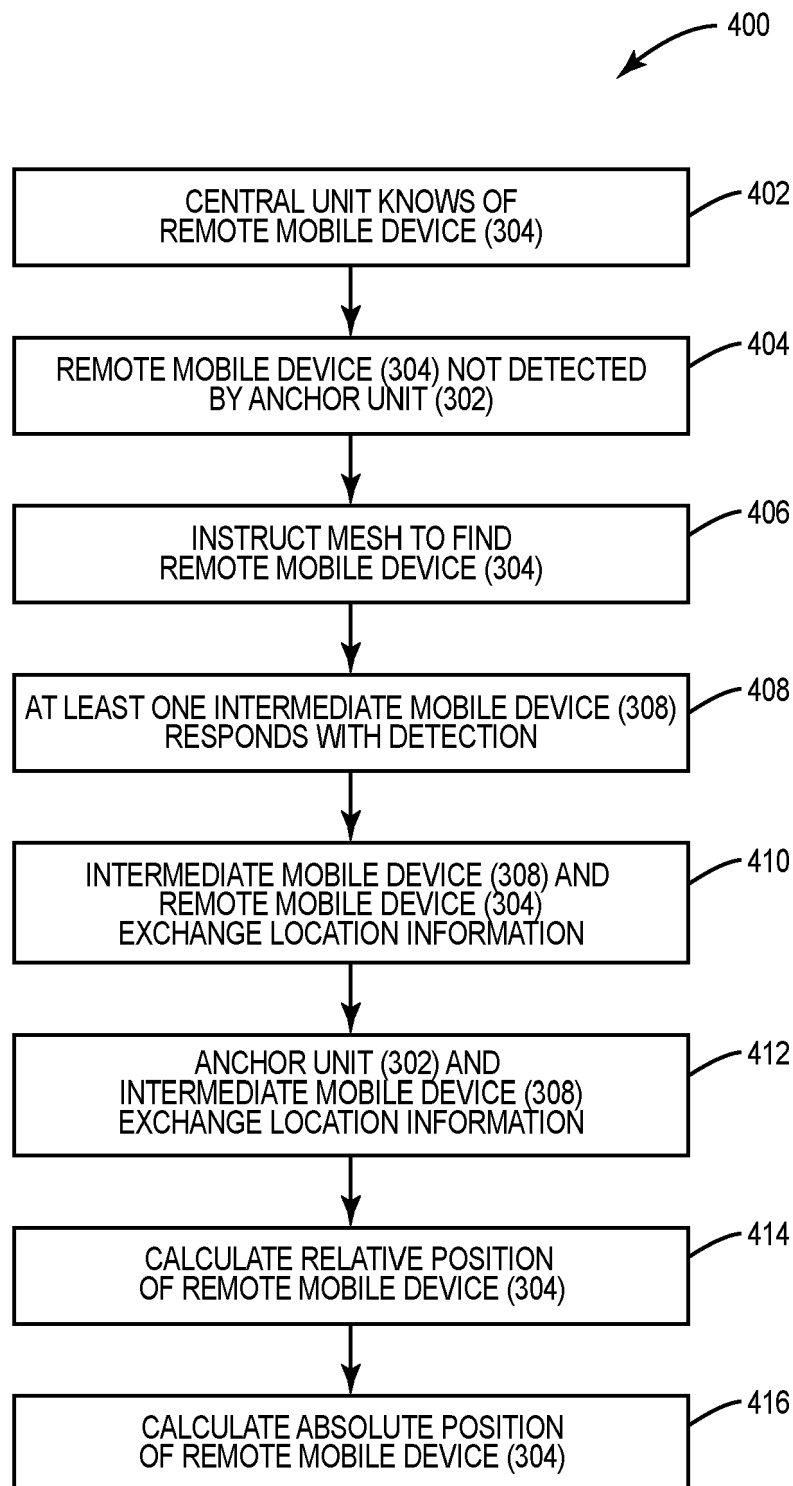 400
CENTRAL UNIT KNOWS OF
REMOTE MOBILE DEVICE (304)
402
REMOTE MOBILE DEVICE (304) NOT DETECTED
BY ANCHOR UNIT (302)
404
INSTRUCT MESH TO FIND
REMOTE MOBILE DEVICE (304)
406
AT LEAST ONE INTERMEDIATE MOBILE DEVICE (308)
RESPONDS WITH DETECTION
408
INTERMEDIATE MOBILE DEVICE (308) AND
REMOTE MOBILE DEVICE (304)
EXCHANGE LOCATION INFORMATION
410
ANCHOR UNIT (302) AND
INTERMEDIATE MOBILE DEVICE (308)
EXCHANGE LOCATION INFORMATION
412
CALCULATE RELATIVE POSITION
OF REMOTE MOBILE DEVICE (304)
414
CALCULATE ABSOLUTE POSITION
OF REMOTE MOBILE DEVICE (304)
416